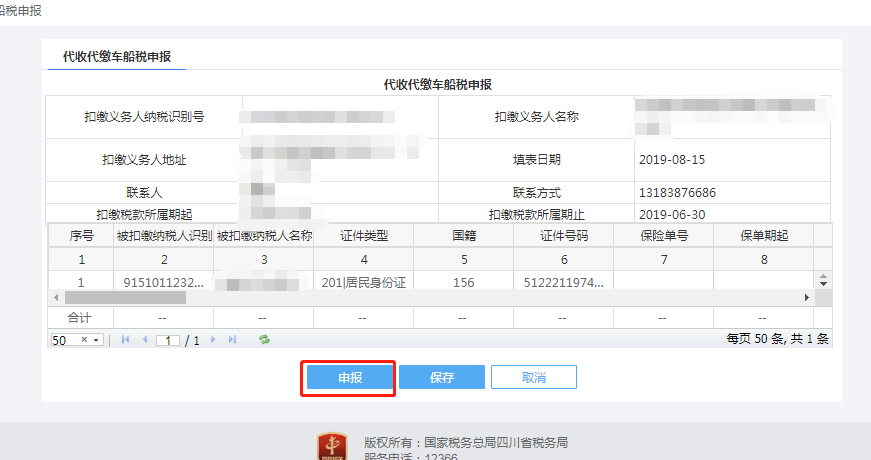 船税申报
代收代缴车船税申报
代收代缴车船税申报
扣缴义务人纳税识别号 扣缴义务人名称
扣缴义务人地址 填表日期 2019-08-15
联系人 联系方式 13183876686
扣缴税款所属期起 扣缴税款所属期止 2019-06-30
序号 被扣缴纳税人识别 被扣缴纳税人名称 证件类型 国籍 证件号码 保险单号 保单期起
1 2 3 4 5 6 7 8
1 9151011232... 201|居民身份证 156 5122211974...
合计 -- -- -- -- -- -- --
50 1 / 1 每页 50 条, 共 1 条
申报 保存 取消
版权所有：国家税务总局四川省税务局
服务电话：12366